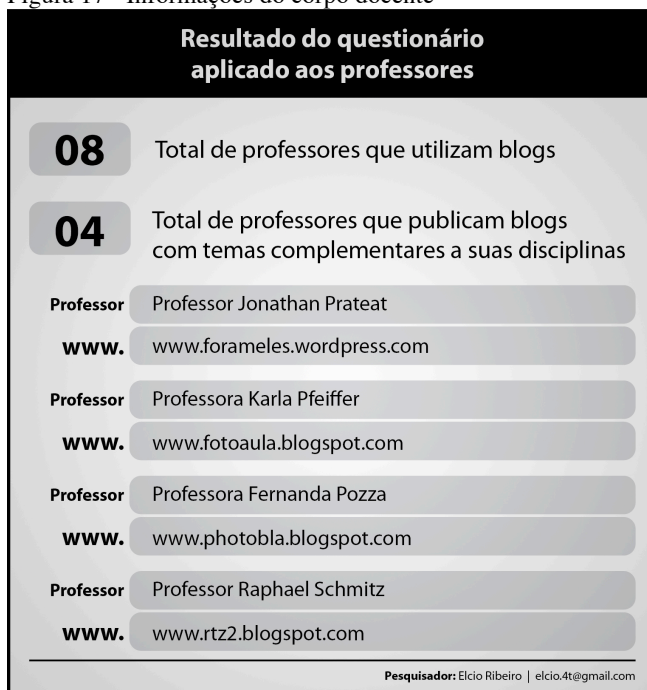 Figura 17 - Informações do corpo docente
Resultado do questionário
aplicado aos professores
08 Total de professores que utilizam blogs
04 Total de professores que publicam blogs
com temas complementares a suas disciplinas
Professor Professor Jonathan Prateat
www. www.forameles.wordpress.com
Professor Professora Karla Pfeiffer
www. www.fotoaula.blogspot.com
Professor Professora Fernanda Pozza
www. www.photobla.blogspot.com
Professor Professor Raphael Schmitz
www. www.rtz2.blogspot.com
Pesquisador: Elcio Ribeiro | elcio.4t@gmail.com